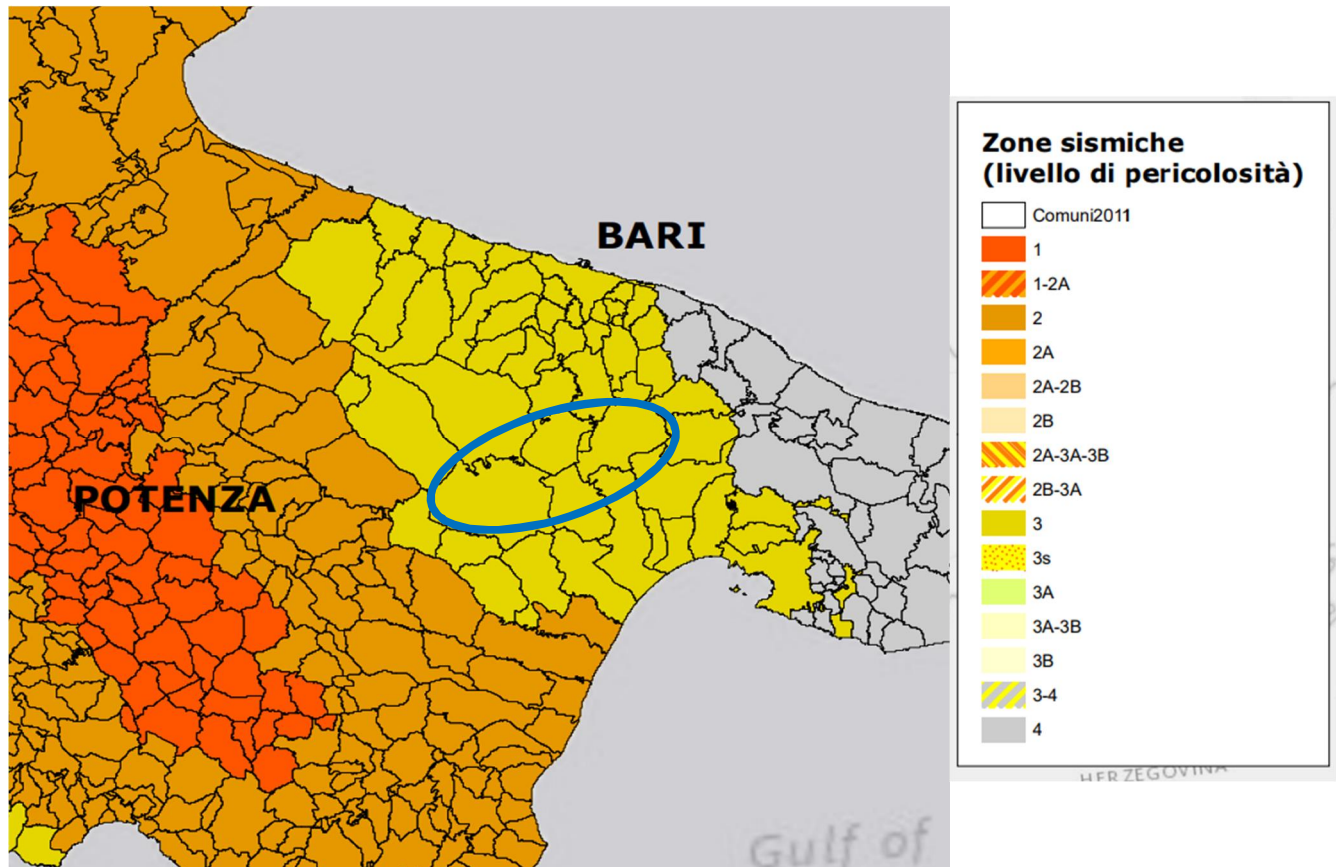 BARI
POTENZA
Gulf of
Zone sismiche
(livello di pericolosità)
Comuni2011
1
1-2A
2
2A
2A-2B
2B
2A-3A-3B
2B-3A
3
3s
3A
3A-3B
3B
3-4
4
HERZEGOVINA